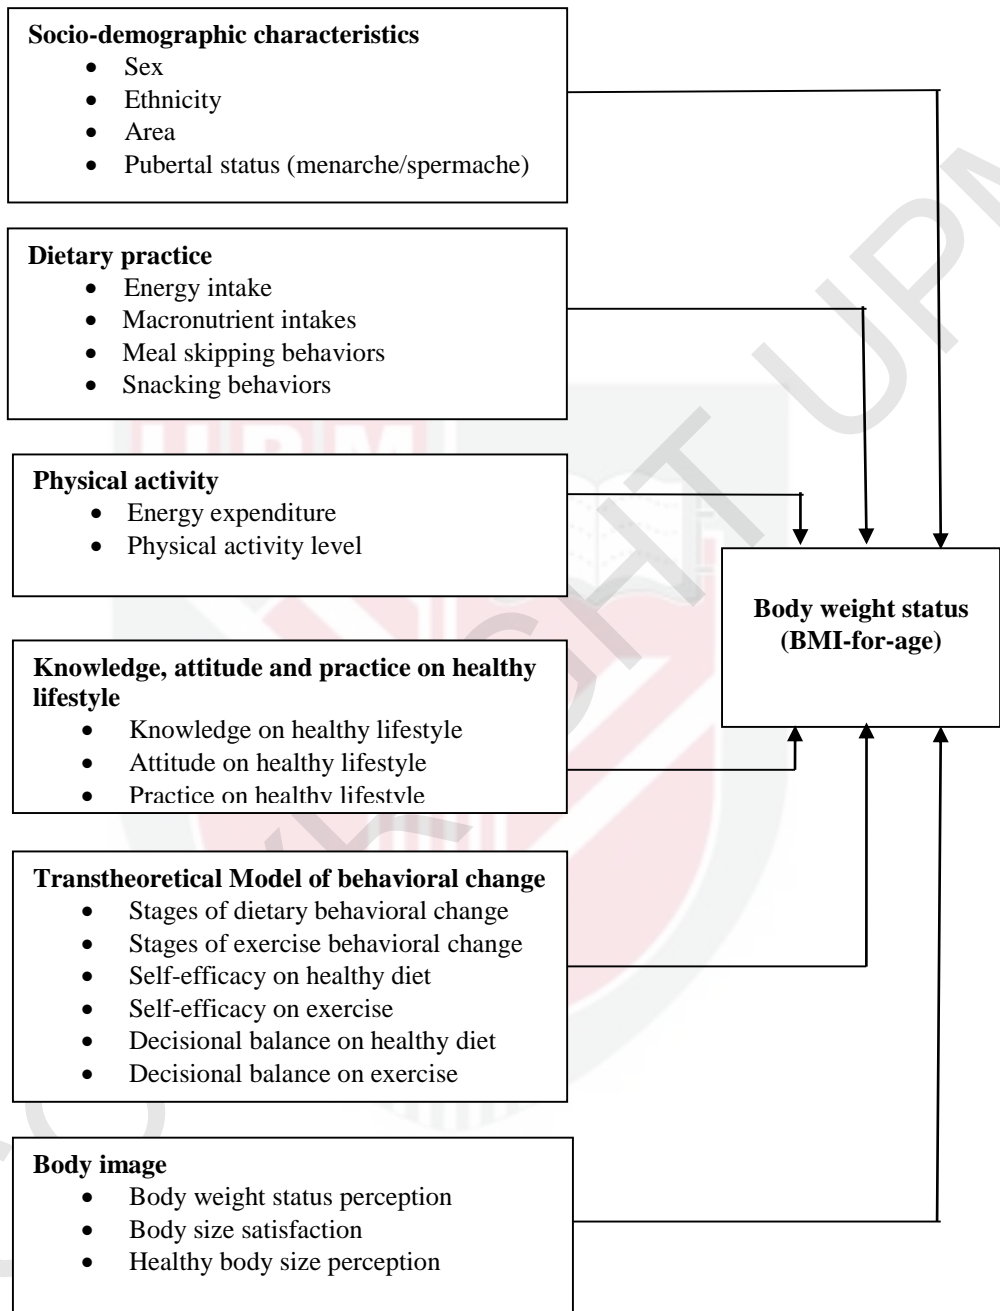 Socio-demographic characteristics
• Sex
• Ethnicity
• Area
• Pubertal status (menarche/spermache)
Dietary practice
• Energy intake
• Macronutrient intakes
• Meal skipping behaviors
• Snacking behaviors
UPM
Physical activity
• Energy expenditure
• Physical activity level
Body weight status
(BMI-for-age)
Knowledge, attitude and practice on healthy
lifestyle
• Knowledge on healthy lifestyle
• Attitude on healthy lifestyle
• Practice on healthy lifestyle
Transtheoretical Model of behavioral change
• Stages of dietary behavioral change
• Stages of exercise behavioral change
• Self-efficacy on healthy diet
• Self-efficacy on exercise
• Decisional balance on healthy diet
• Decisional balance on exercise
Body image
• Body weight status perception
• Body size satisfaction
• Healthy body size perception